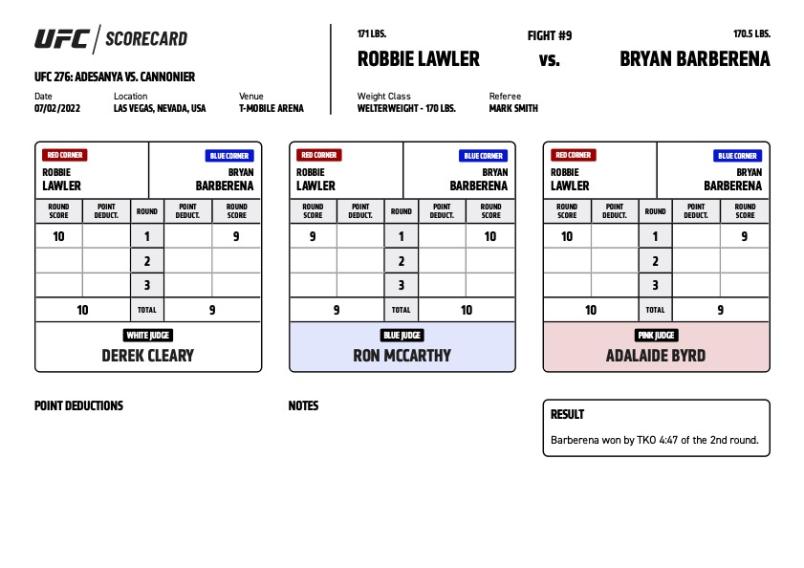 UFC SCORECARD
UFC 276: ADESANYA VS. CANNONIER
Date Location Venue
07/02/2022 LAS VEGAS, NEVADA, USA T-MOBILE ARENA
171 LBS. FIGHT #9 170.5 LBS.
ROBBIE LAWLER VS. BRYAN BARBERENA
Weight Class Referee
WELTERWEIGHT - 170 LBS. MARK SMITH
RED CORNER BLUE CORNER
ROBBIE BRYAN
LAWLER BARBERENA
ROUND SCORE POINT DEDUCT. ROUND POINT DEDUCT. ROUND SCORE
10 1 9
2
3
10 TOTAL 9
WHITE JUDGE
DEREK CLEARY
RED CORNER BLUE CORNER
ROBBIE BRYAN
LAWLER BARBERENA
ROUND SCORE POINT DEDUCT. ROUND POINT DEDUCT. ROUND SCORE
9 1 10
2
3
9 TOTAL 10
BLUE JUDGE
RON MCCARTHY
RED CORNER BLUE CORNER
ROBBIE BRYAN
LAWLER BARBERENA
ROUND SCORE POINT DEDUCT. ROUND POINT DEDUCT. ROUND SCORE
10 1 9
2
3
10 TOTAL 9
PINK JUDGE
ADALAIDE BYRD
POINT DEDUCTIONS
NOTES
RESULT
Barberena won by TKO 4:47 of the 2nd round.